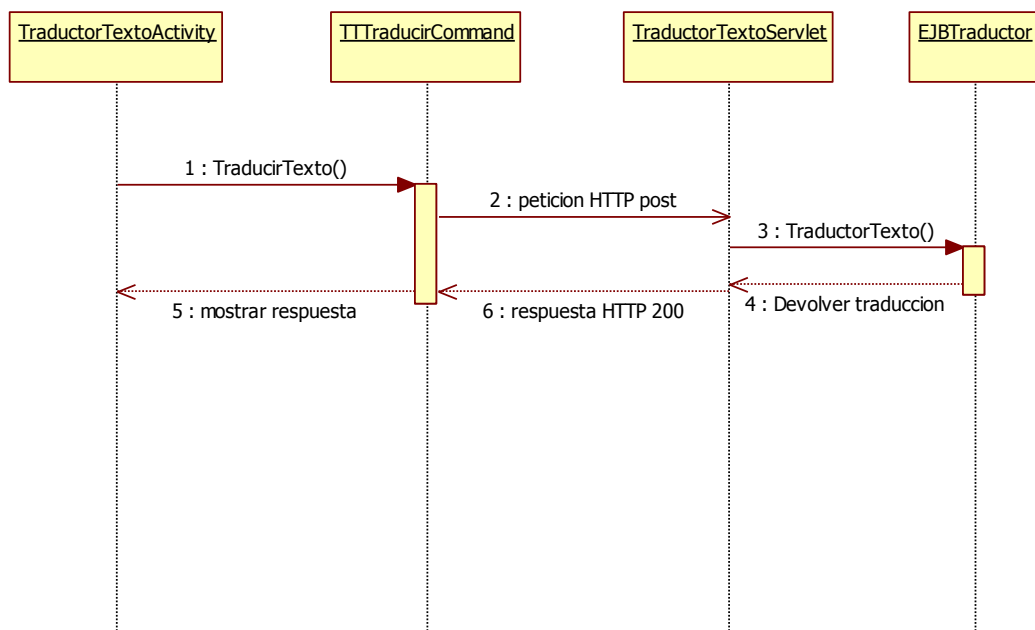 TraductorTextoActivity
TTTraducirCommand
TraductorTextoServlet
EJBTraductor
1 : TraducirTexto()
2 : peticion HTTP post
3 : TraductorTexto()
4 : Devolver traduccion
5 : mostrar respuesta
6 : respuesta HTTP 200